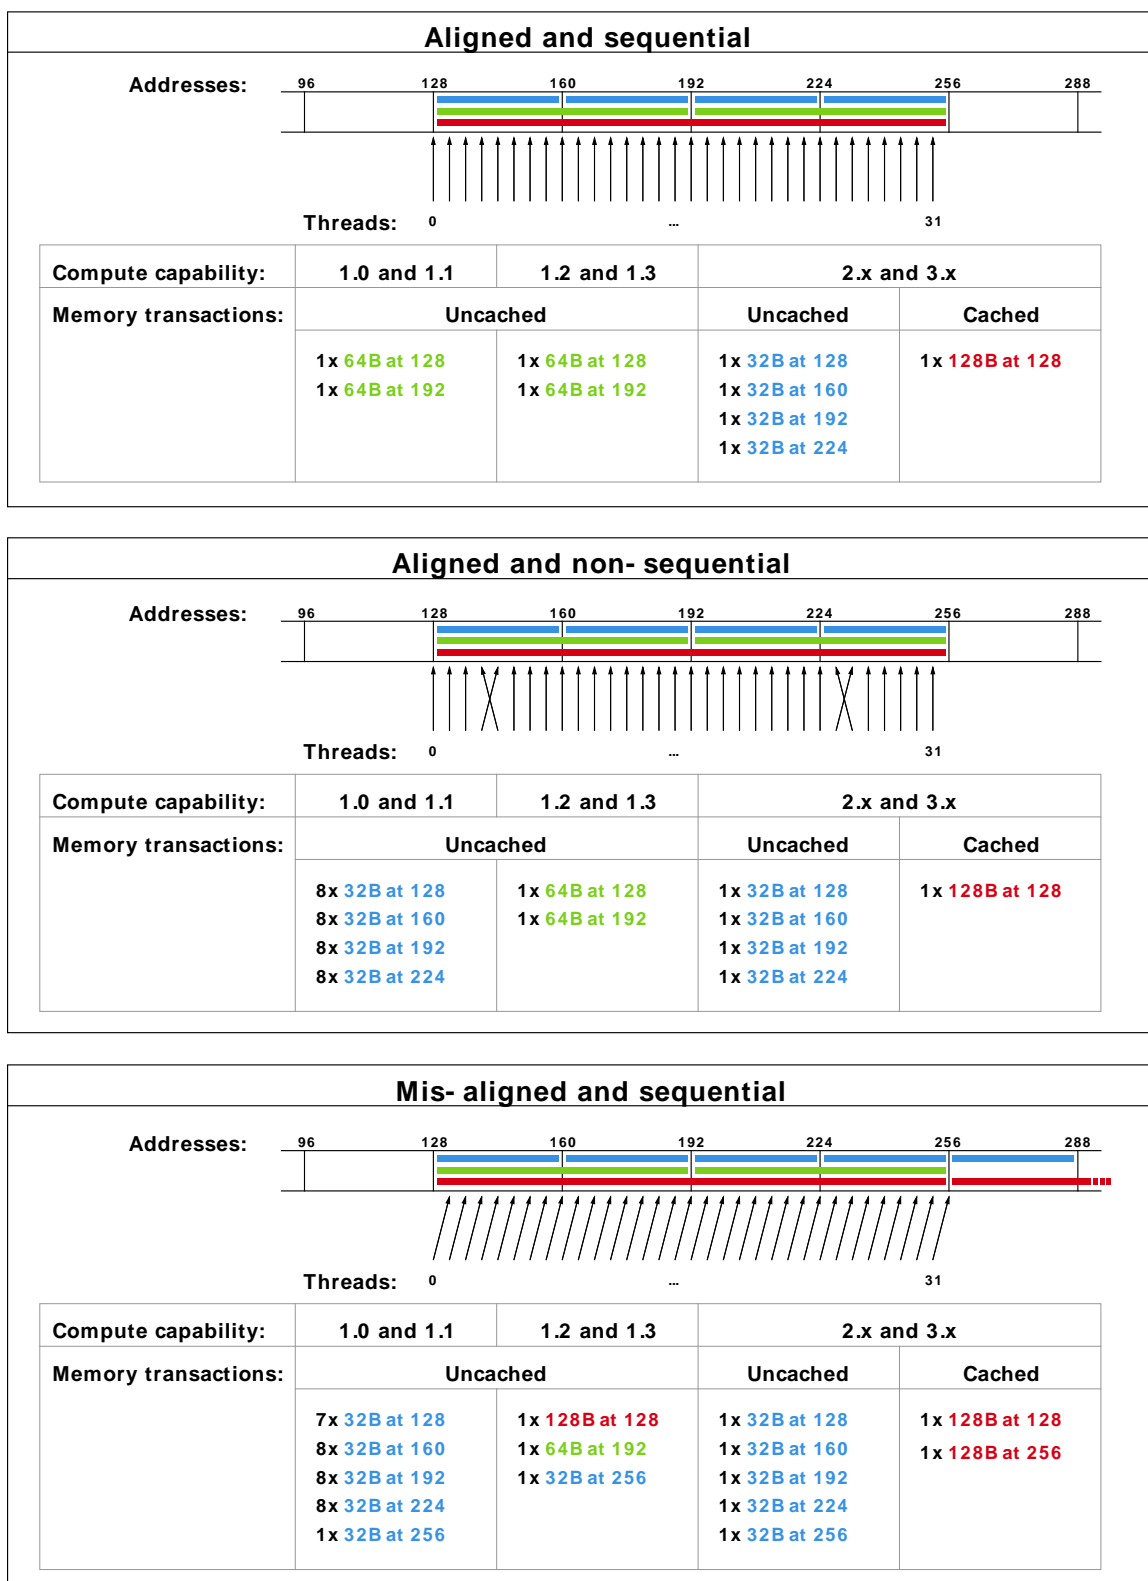 Aligned and sequential
Addresses: 96 128 160 192 224 256 288
Threads: 0 ... 31
Compute capability: 1.0 and 1.1 1.2 and 1.3 2.x and 3.x
Memory transactions: Uncached Uncached Cached
1x 64B at 128 1x 64B at 128 1x 32B at 128 1x 128B at 128
1x 64B at 192 1x 64B at 192 1x 32B at 160
1x 32B at 192
1x 32B at 224
Aligned and non- sequential
Addresses: 96 128 160 192 224 256 288
Threads: 0 ... 31
Compute capability: 1.0 and 1.1 1.2 and 1.3 2.x and 3.x
Memory transactions: Uncached Uncached Cached
8x 32B at 128 1x 64B at 128 1x 32B at 128 1x 128B at 128
8x 32B at 160 1x 64B at 192 1x 32B at 160
8x 32B at 192 1x 32B at 192
8x 32B at 224 1x 32B at 224
Mis- aligned and sequential
Addresses: 96 128 160 192 224 256 288
Threads: 0 ... 31
Compute capability: 1.0 and 1.1 1.2 and 1.3 2.x and 3.x
Memory transactions: Uncached Uncached Cached
7x 32B at 128 1x 128B at 128 1x 32B at 128 1x 128B at 128
8x 32B at 160 1x 64B at 192 1x 32B at 160 1x 128B at 256
8x 32B at 192 1x 32B at 256 1x 32B at 192
8x 32B at 224 1x 32B at 224
1x 32B at 256 1x 32B at 256